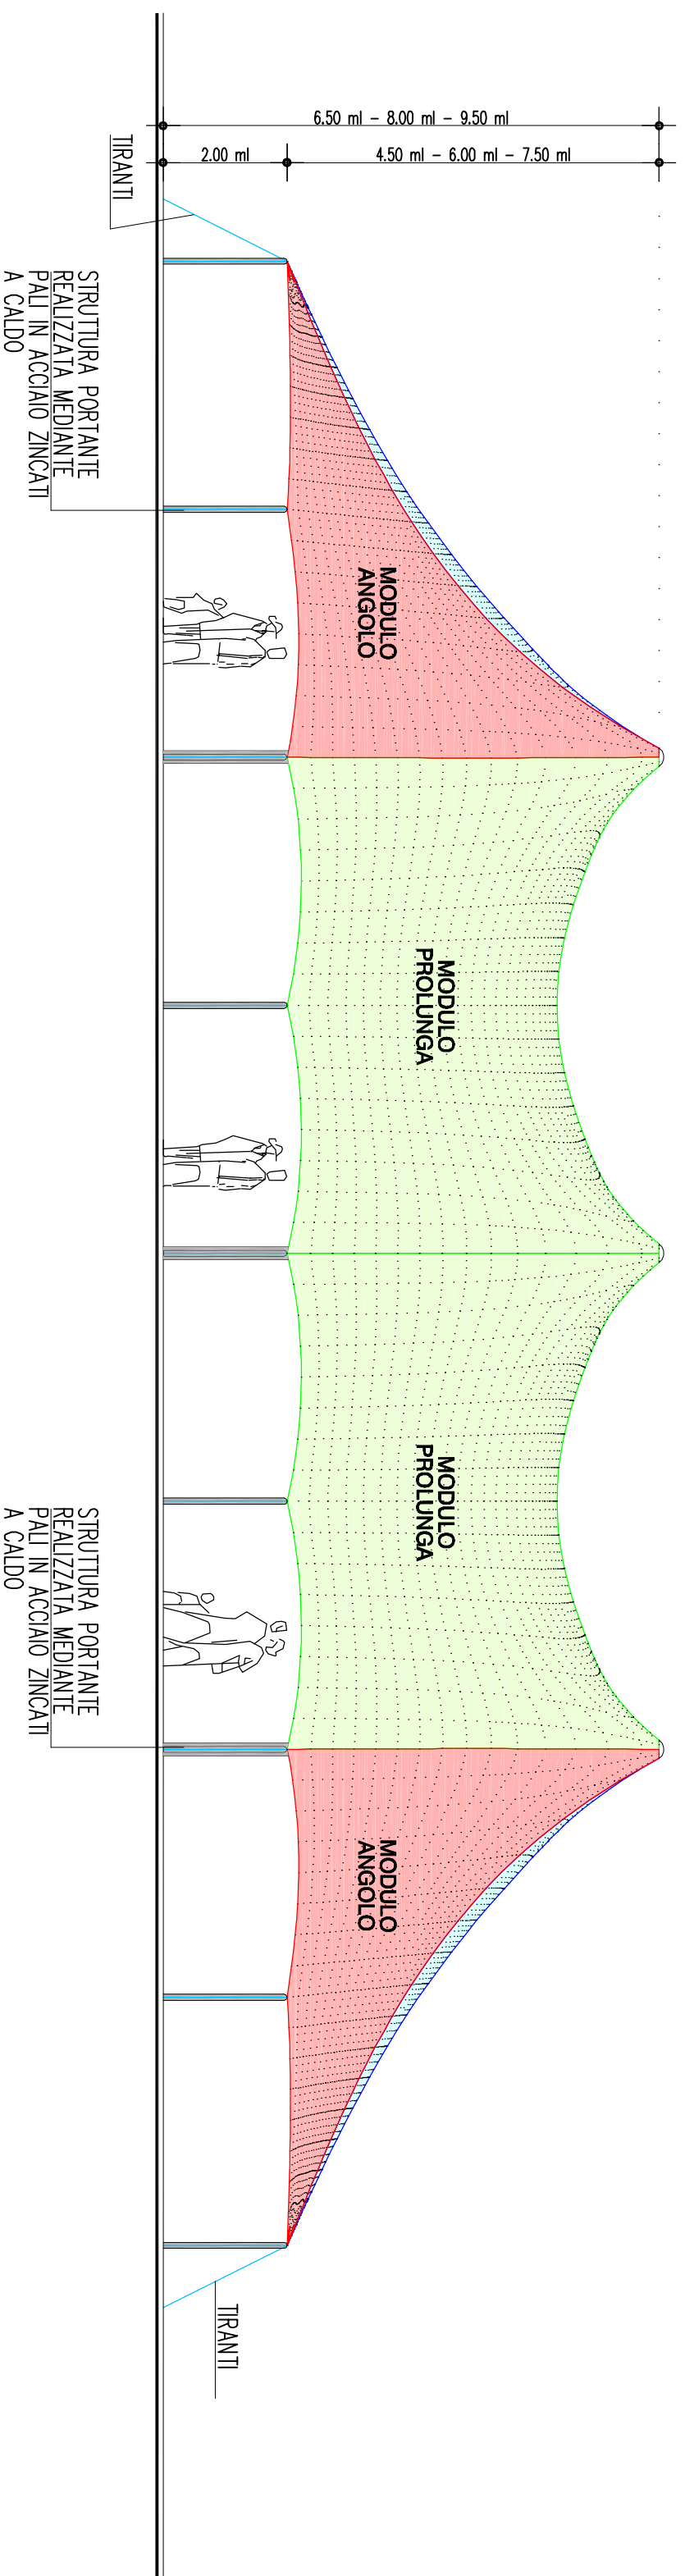 6.50 ml - 8.00 ml - 9.50 ml
2.00 ml
4.50 ml - 6.00 ml - 7.50 ml
TIRANTI
STRUTTURA PORTANTE
REALIZZATA MEDIANTE
PALI IN ACCIAIO ZINCATI
A CALDO
MODULO
ANGOLO
MODULO
PROLUNGA
MODULO
PROLUNGA
STRUTTURA PORTANTE
REALIZZATA MEDIANTE
PALI IN ACCIAIO ZINCATI
A CALDO
MODULO
ANGOLO
TIRANTI